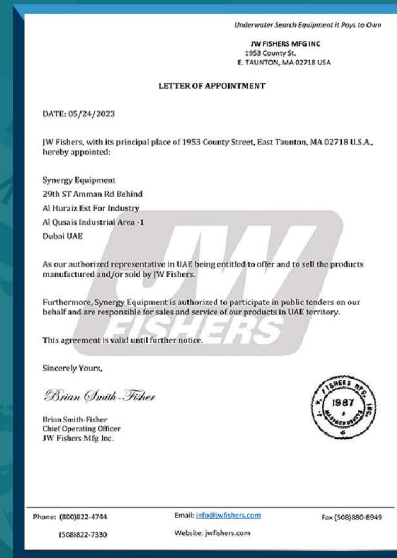 Underwater Search Equipment it Pays to Own
JW FISHERS MFG INC
1953 County St.
E. TAUNTON, MA 02718 USA
LETTER OF APPOINTMENT
DATE: 05/24/2023
JW Fishers, with its principal place of 1953 County Street, East Taunton, MA 02718 U.S.A.,
hereby appointed:
Synergy Equipment
29th ST Amman Rd Behind
Al Huraiz Est For Industry
Al Qusais Industrial Area -1
Dubai UAE
As our authorized representative in UAE being entitled to offer and to sell the products
manufactured and/or sold by JW Fishers.
Furthermore, Synergy Equipment is authorized to participate in public tenders on our
behalf and are responsible for sales and service of our products in UAE territory.
This agreement is valid until further notice.
JW
FISHERS
Sincerely Yours,
Brian Smith-Fisher
Brian Smith-Fisher
Chief Operating Officer
JW Fishers Mfg Inc.
J. W. FISHERS MFG. INC.
1987
MASSACHUSETTS
Phone: (800)822-4744
Email: info@jwfishers.com
Fax (508)880-8949
(508)822-7330
Website: jwfishers.com